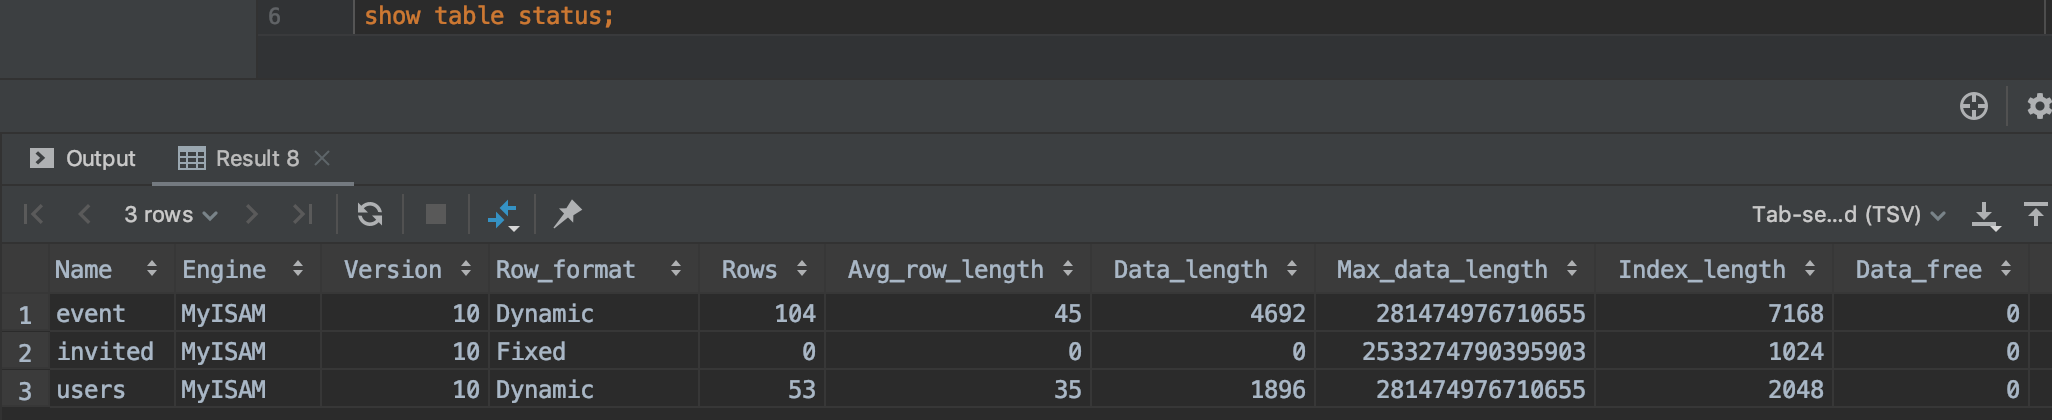 6 show table status;
Output Result 8
3 rows Tab-se...d (TSV)
Name Engine Version Row_format Rows Avg_row_length Data_length Max_data_length Index_length Data_free
1 event MyISAM 10 Dynamic 104 45 4692 281474976710655 7168 0
2 invited MyISAM 10 Fixed 0 0 0 2533274790395903 1024 0
3 users MyISAM 10 Dynamic 53 35 1896 281474976710655 2048 0